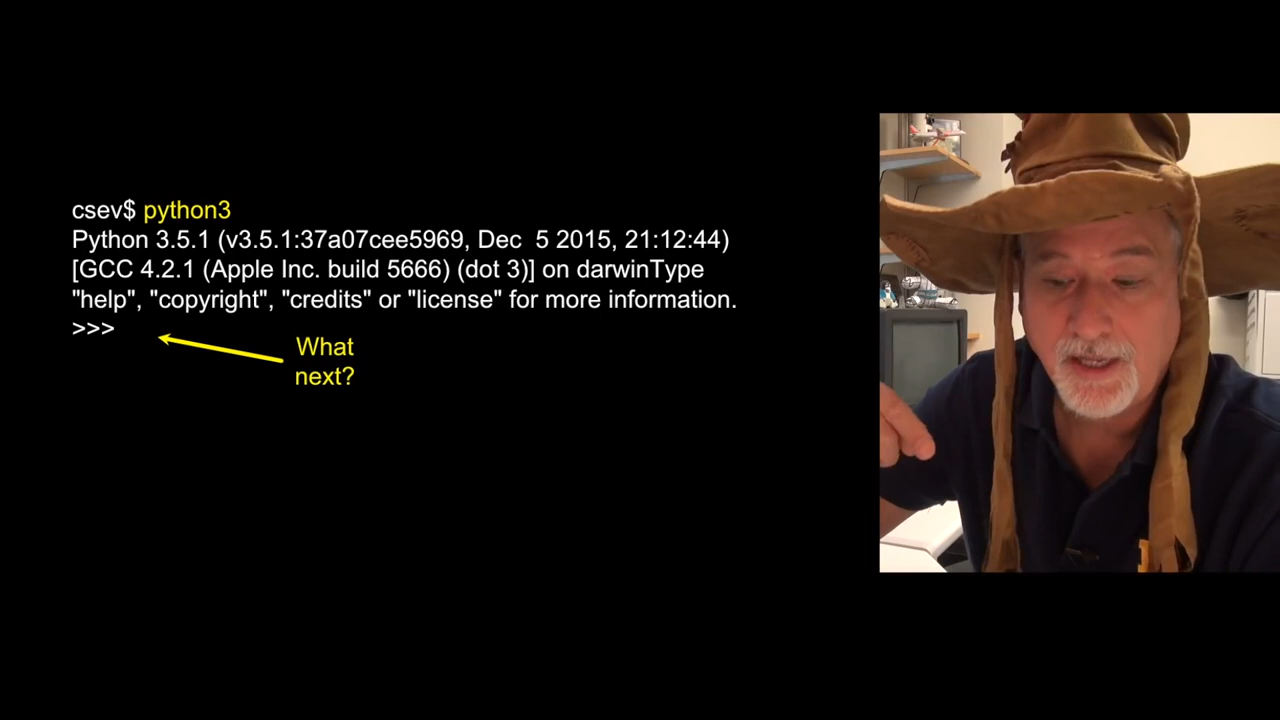 csev$ python3
Python 3.5.1 (v3.5.1:37a07cee5969, Dec  5 2015, 21:12:44)
[GCC 4.2.1 (Apple Inc. build 5666) (dot 3)] on darwinType
"help", "copyright", "credits" or "license" for more information.
>>>
What
next?